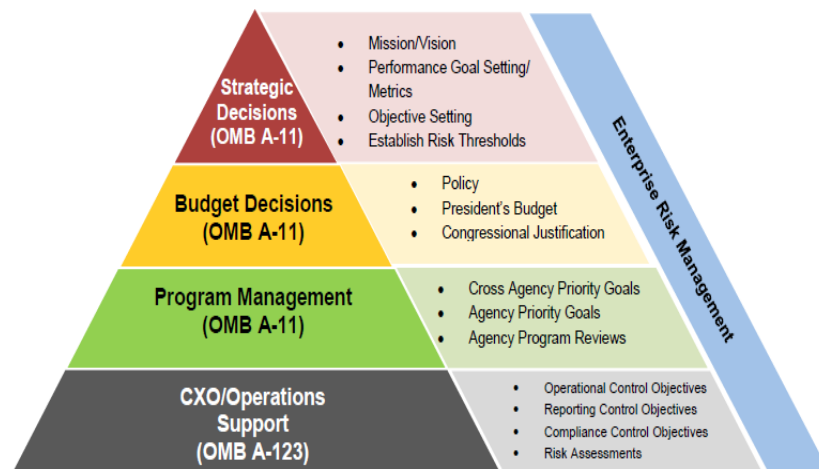 Strategic
Decisions
(OMB A-11)
• Mission/Vision
• Performance Goal Setting/
Metrics
• Objective Setting
• Establish Risk Thresholds
Budget Decisions
(OMB A-11)
• Policy
• President's Budget
• Congressional Justification
Program Management
(OMB A-11)
• Cross Agency Priority Goals
• Agency Priority Goals
• Agency Program Reviews
CXO/Operations
Support
(OMB A-123)
• Operational Control Objectives
• Reporting Control Objectives
• Compliance Control Objectives
• Risk Assessments
Enterprise Risk Management